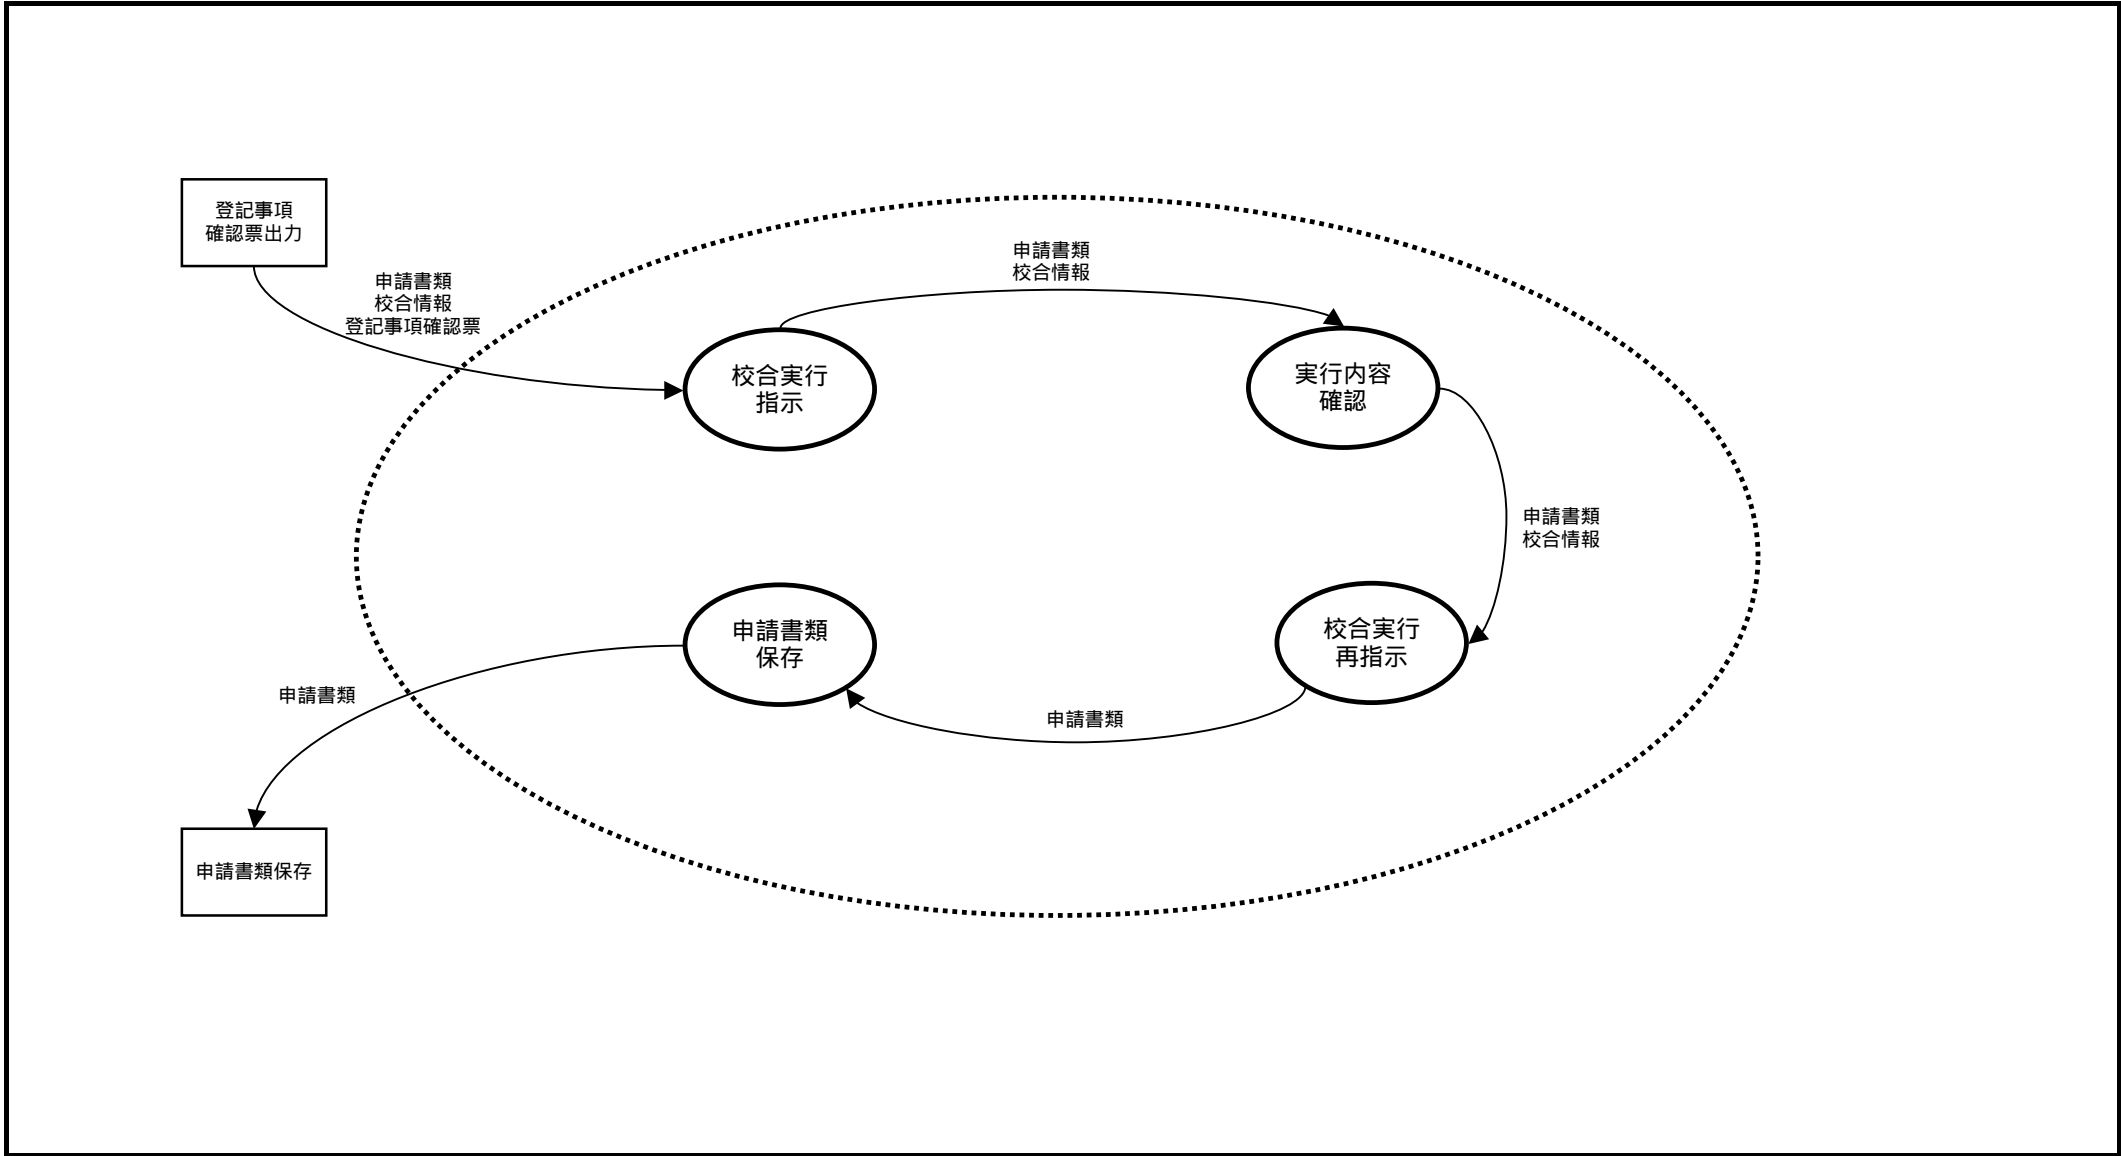 登記事項
確認票出力
申請書類
校合情報
登記事項確認票
申請書類
校合情報
校合実行
指示
実行内容
確認
申請書類
校合情報
校合実行
再指示
申請書類
申請書類
保存
申請書類
申請書類保存